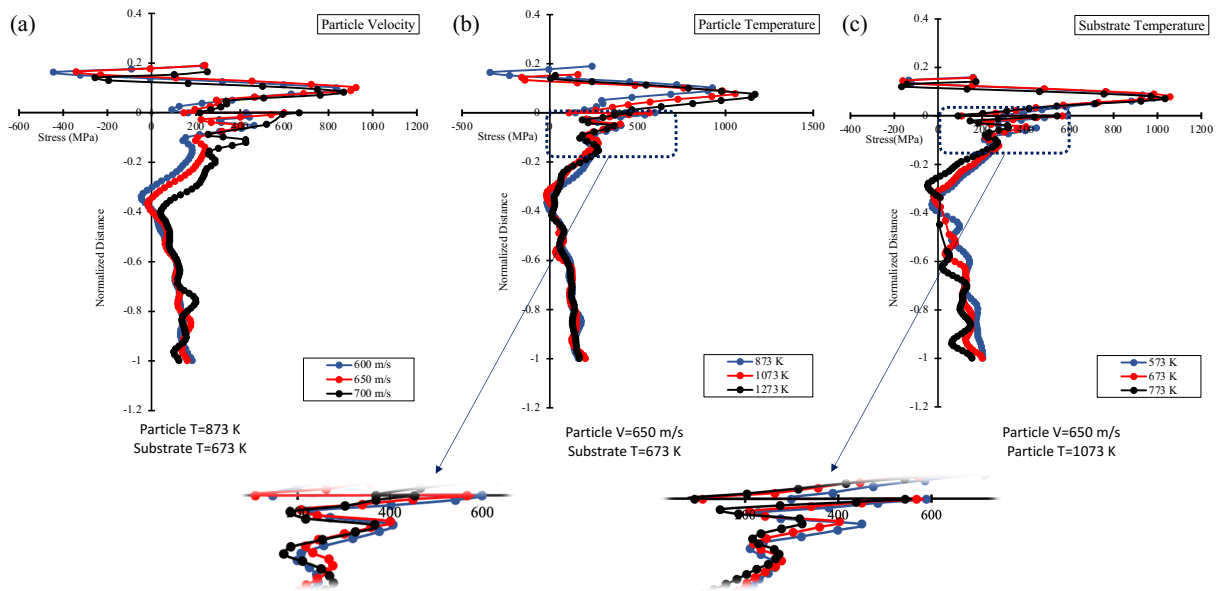 (a)
Particle Velocity
0.4
0.2
0
-600 -400 -200 0 200 400 600 800 1000 1200
Stress (MPa)
-0.2
-0.4
-0.6
-0.8
-1
-1.2
Normalized Distance
600 m/s
650 m/s
700 m/s
Particle T=873 K
Substrate T=673 K
(b)
Particle Temperature
0.4
0.2
0
-500 0 500 1000 1500
Stress (MPa)
-0.2
0.4
-0.6
-0.8
-1
-1.2
Normalized Distance
873 K
1073 K
1273 K
Particle V=650 m/s
Substrate T=673 K
(c)
Substrate Temperature
0.4
0.2
0
-400 -200 0 200 400 600 800 1000 1200
Stress(MPa)
-0.2
-0.4
-0.6
-0.8
-1
-1.2
Normalized Distance
573 K
673 K
773 K
Particle V=650 m/s
Particle T=1073 K
400 600
400 600